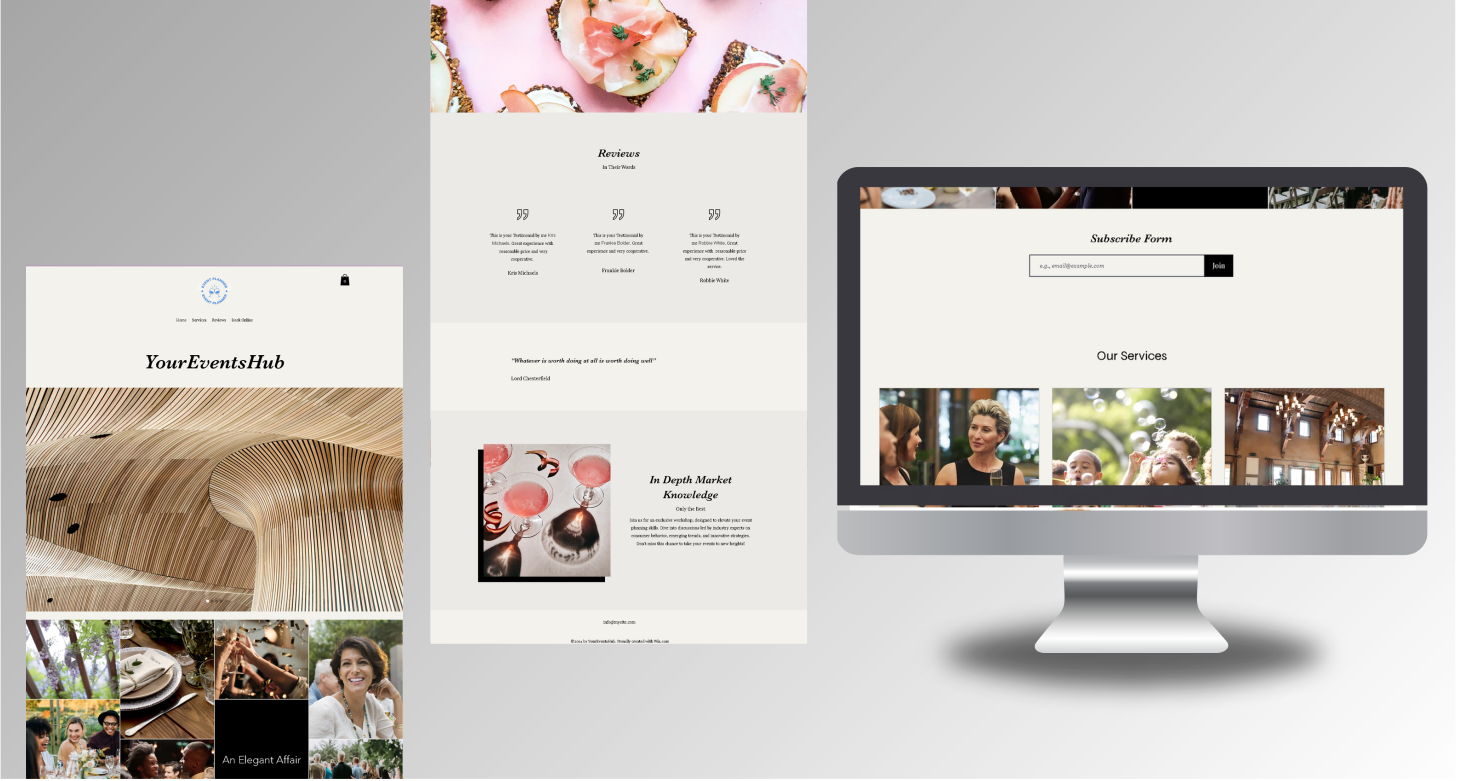 EVENT PLANNER
EVENT PLANNER
0
Home Services Reviews Book Online
YourEventsHub
An Elegant Affair
Reviews
In Their Words
This is your Testimonial by me Kris
Michaels. Great experience with
reasonable price and very
cooperative.
Kris Michaels
This is your Testimonial by
me Frankie Bolder. Great
experience and very cooperative.
Frankie Bolder
This is your Testimonial by
me Robbie White. Great
experience with reasonable price
and very cooperative. Loved the
service.
Robbie White
"Whatever is worth doing at all is worth doing well"
Lord Chesterfield
In Depth Market
Knowledge
Only the Best
Join us for an exclusive workshop, designed to elevate your event
planning skills. Dive into discussions led by industry experts on
consumer behavior, emerging trends, and innovative strategies.
Don't miss this chance to take your events to new heights!
info@mysite.com
©2024 by YourEventsHub. Proudly created with Wix.com
Subscribe Form
e.g., email@example.com
Join
Our Services